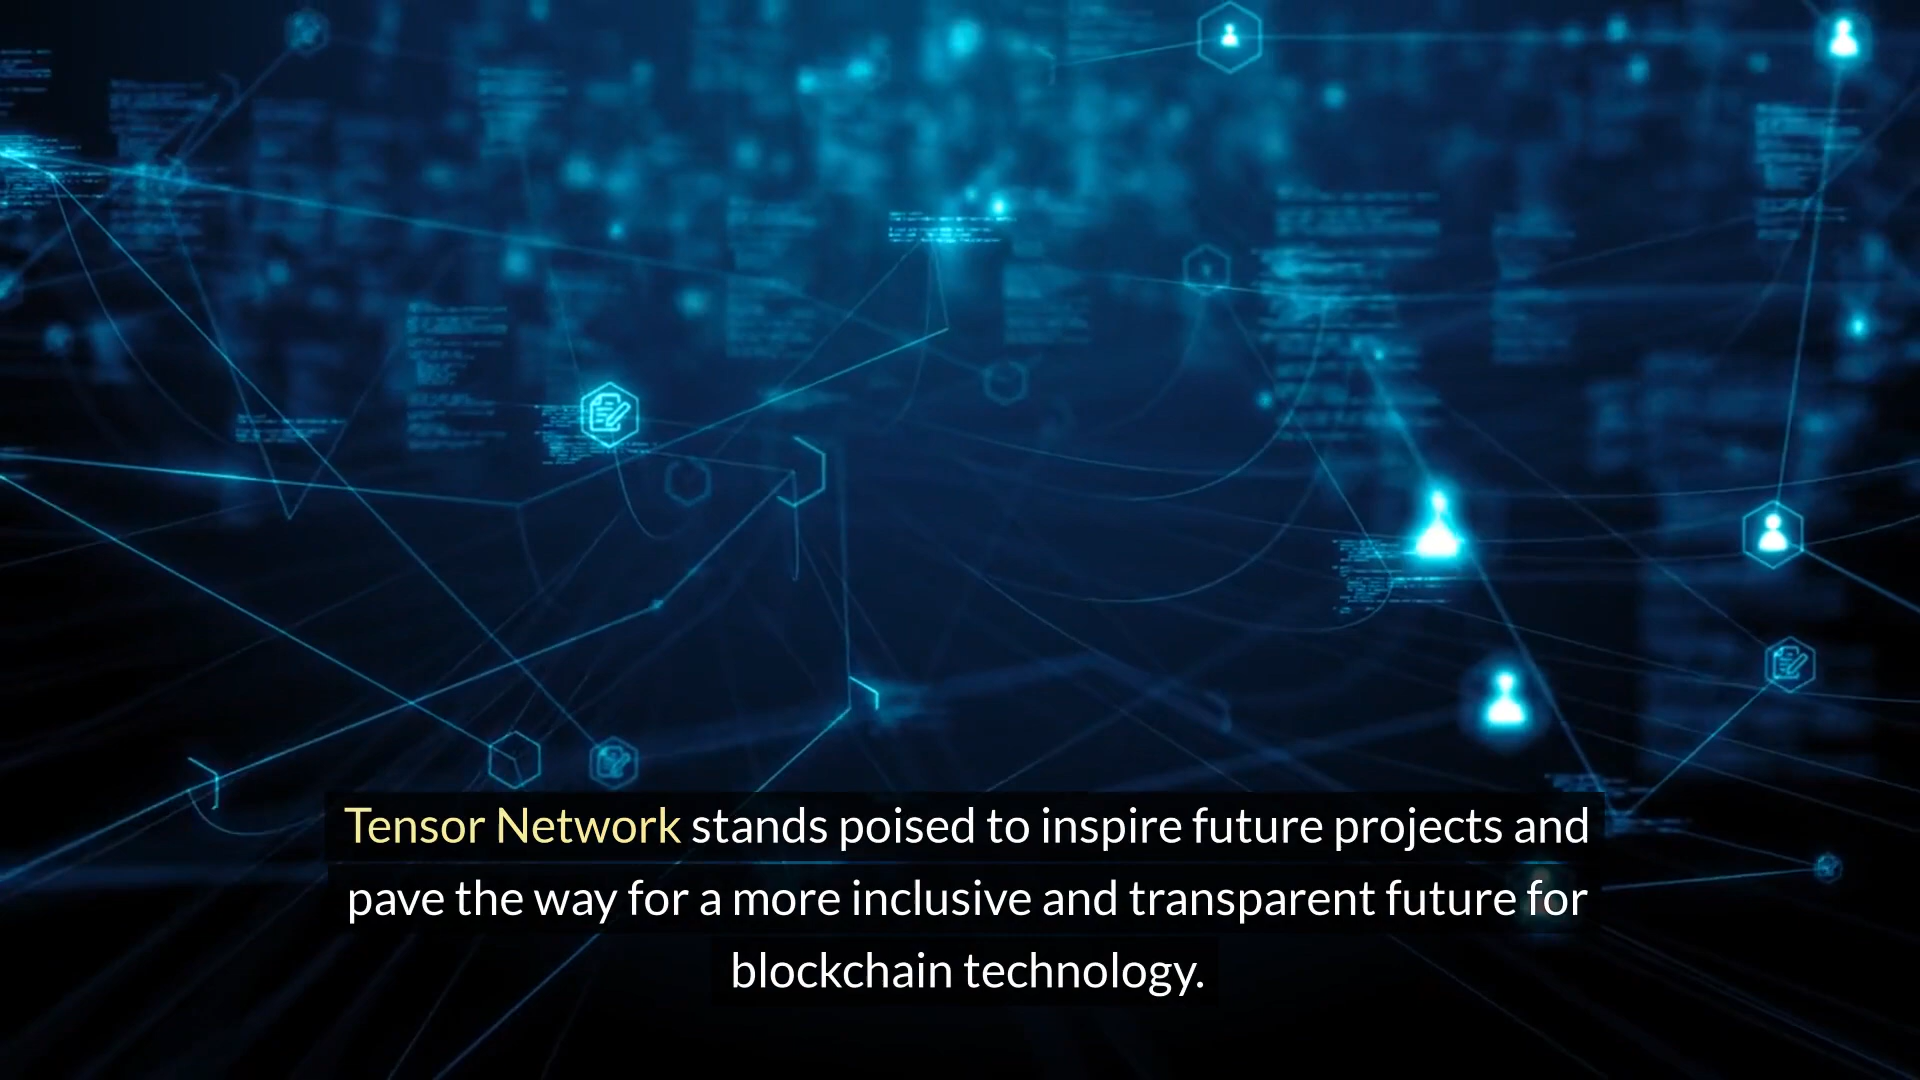 Tensor Network stands poised to inspire future projects and
pave the way for a more inclusive and transparent future for
blockchain technology.